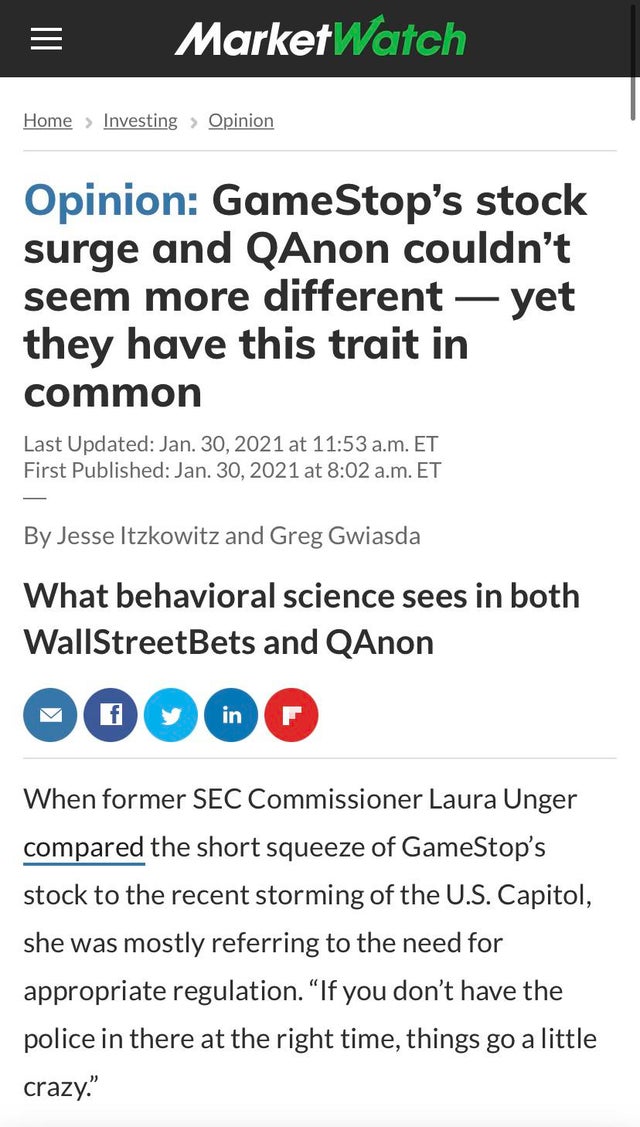 MarketWatch
Home > Investing > Opinion
Opinion: GameStop’s stock
surge and QAnon couldn’t
seem more different — yet
they have this trait in
common
Last Updated: Jan. 30, 2021 at 11:53 a.m. ET
First Published: Jan. 30, 2021 at 8:02 a.m. ET
—
By Jesse Itzkowitz and Greg Gwiasda
What behavioral science sees in both
WallStreetBets and QAnon
f in
When former SEC Commissioner Laura Unger
compared the short squeeze of GameStop’s
stock to the recent storming of the U.S. Capitol,
she was mostly referring to the need for
appropriate regulation. “If you don’t have the
police in there at the right time, things go a little
crazy.”